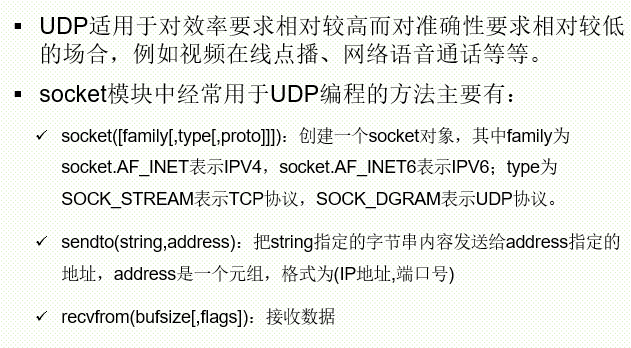 ▪ UDP适用于对效率要求相对较高而对准确性要求相对较低
的场合，例如视频在线点播、网络语音通话等等。
▪ socket模块中经常用于UDP编程的方法主要有：
✓ socket([family[,type[,proto]]])：创建一个socket对象，其中family为
socket.AF_INET表示IPV4，socket.AF_INET6表示IPV6；type为
SOCK_STREAM表示TCP协议，SOCK_DGRAM表示UDP协议。
✓ sendto(string,address)：把string指定的字节串内容发送给address指定的
地址，address是一个元组，格式为(IP地址,端口号)
✓ recvfrom(bufsize[,flags])：接收数据